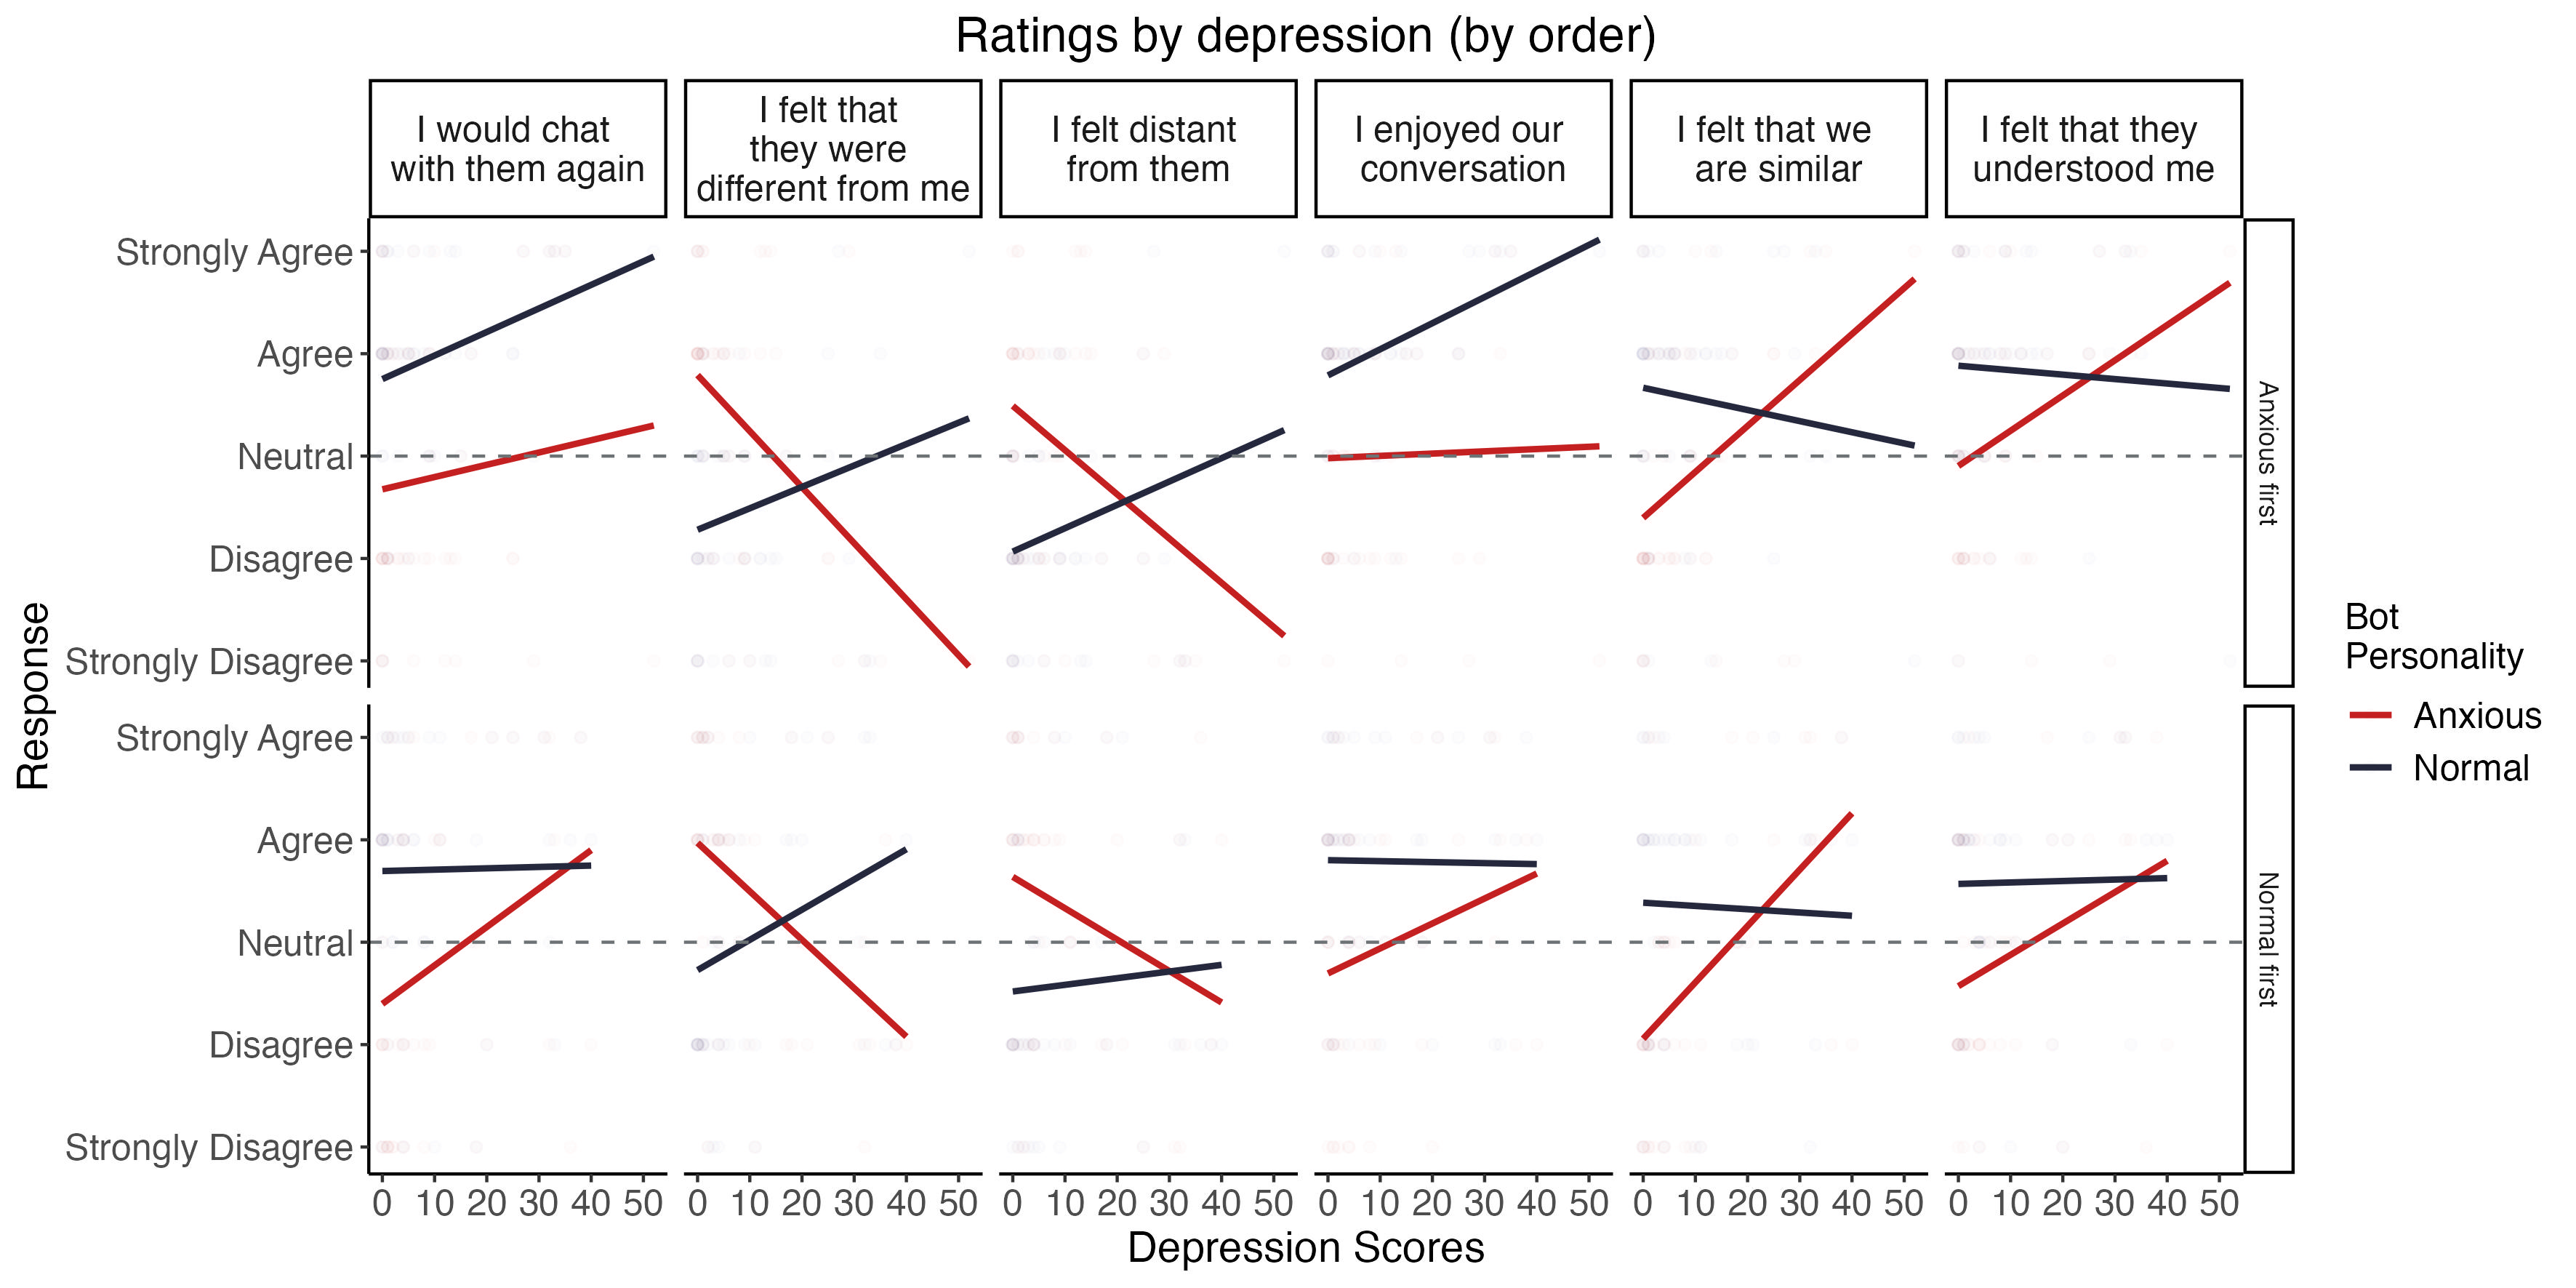 Ratings by depression (by order)
I would chat
with them again
I felt that
they were
different from me
I felt distant
from them
I enjoyed our
conversation
I felt that we
are similar
I felt that they
understood me
Response
Strongly Agree
Agree
Neutral
Disagree
Strongly Disagree
Anxious first
Strongly Agree
Agree
Neutral
Disagree
Strongly Disagree
Normal first
0 10 20 30 40 50
0 10 20 30 40 50
0 10 20 30 40 50
0 10 20 30 40 50
0 10 20 30 40 50
0 10 20 30 40 50
Depression Scores
Bot
Personality
Anxious
Normal